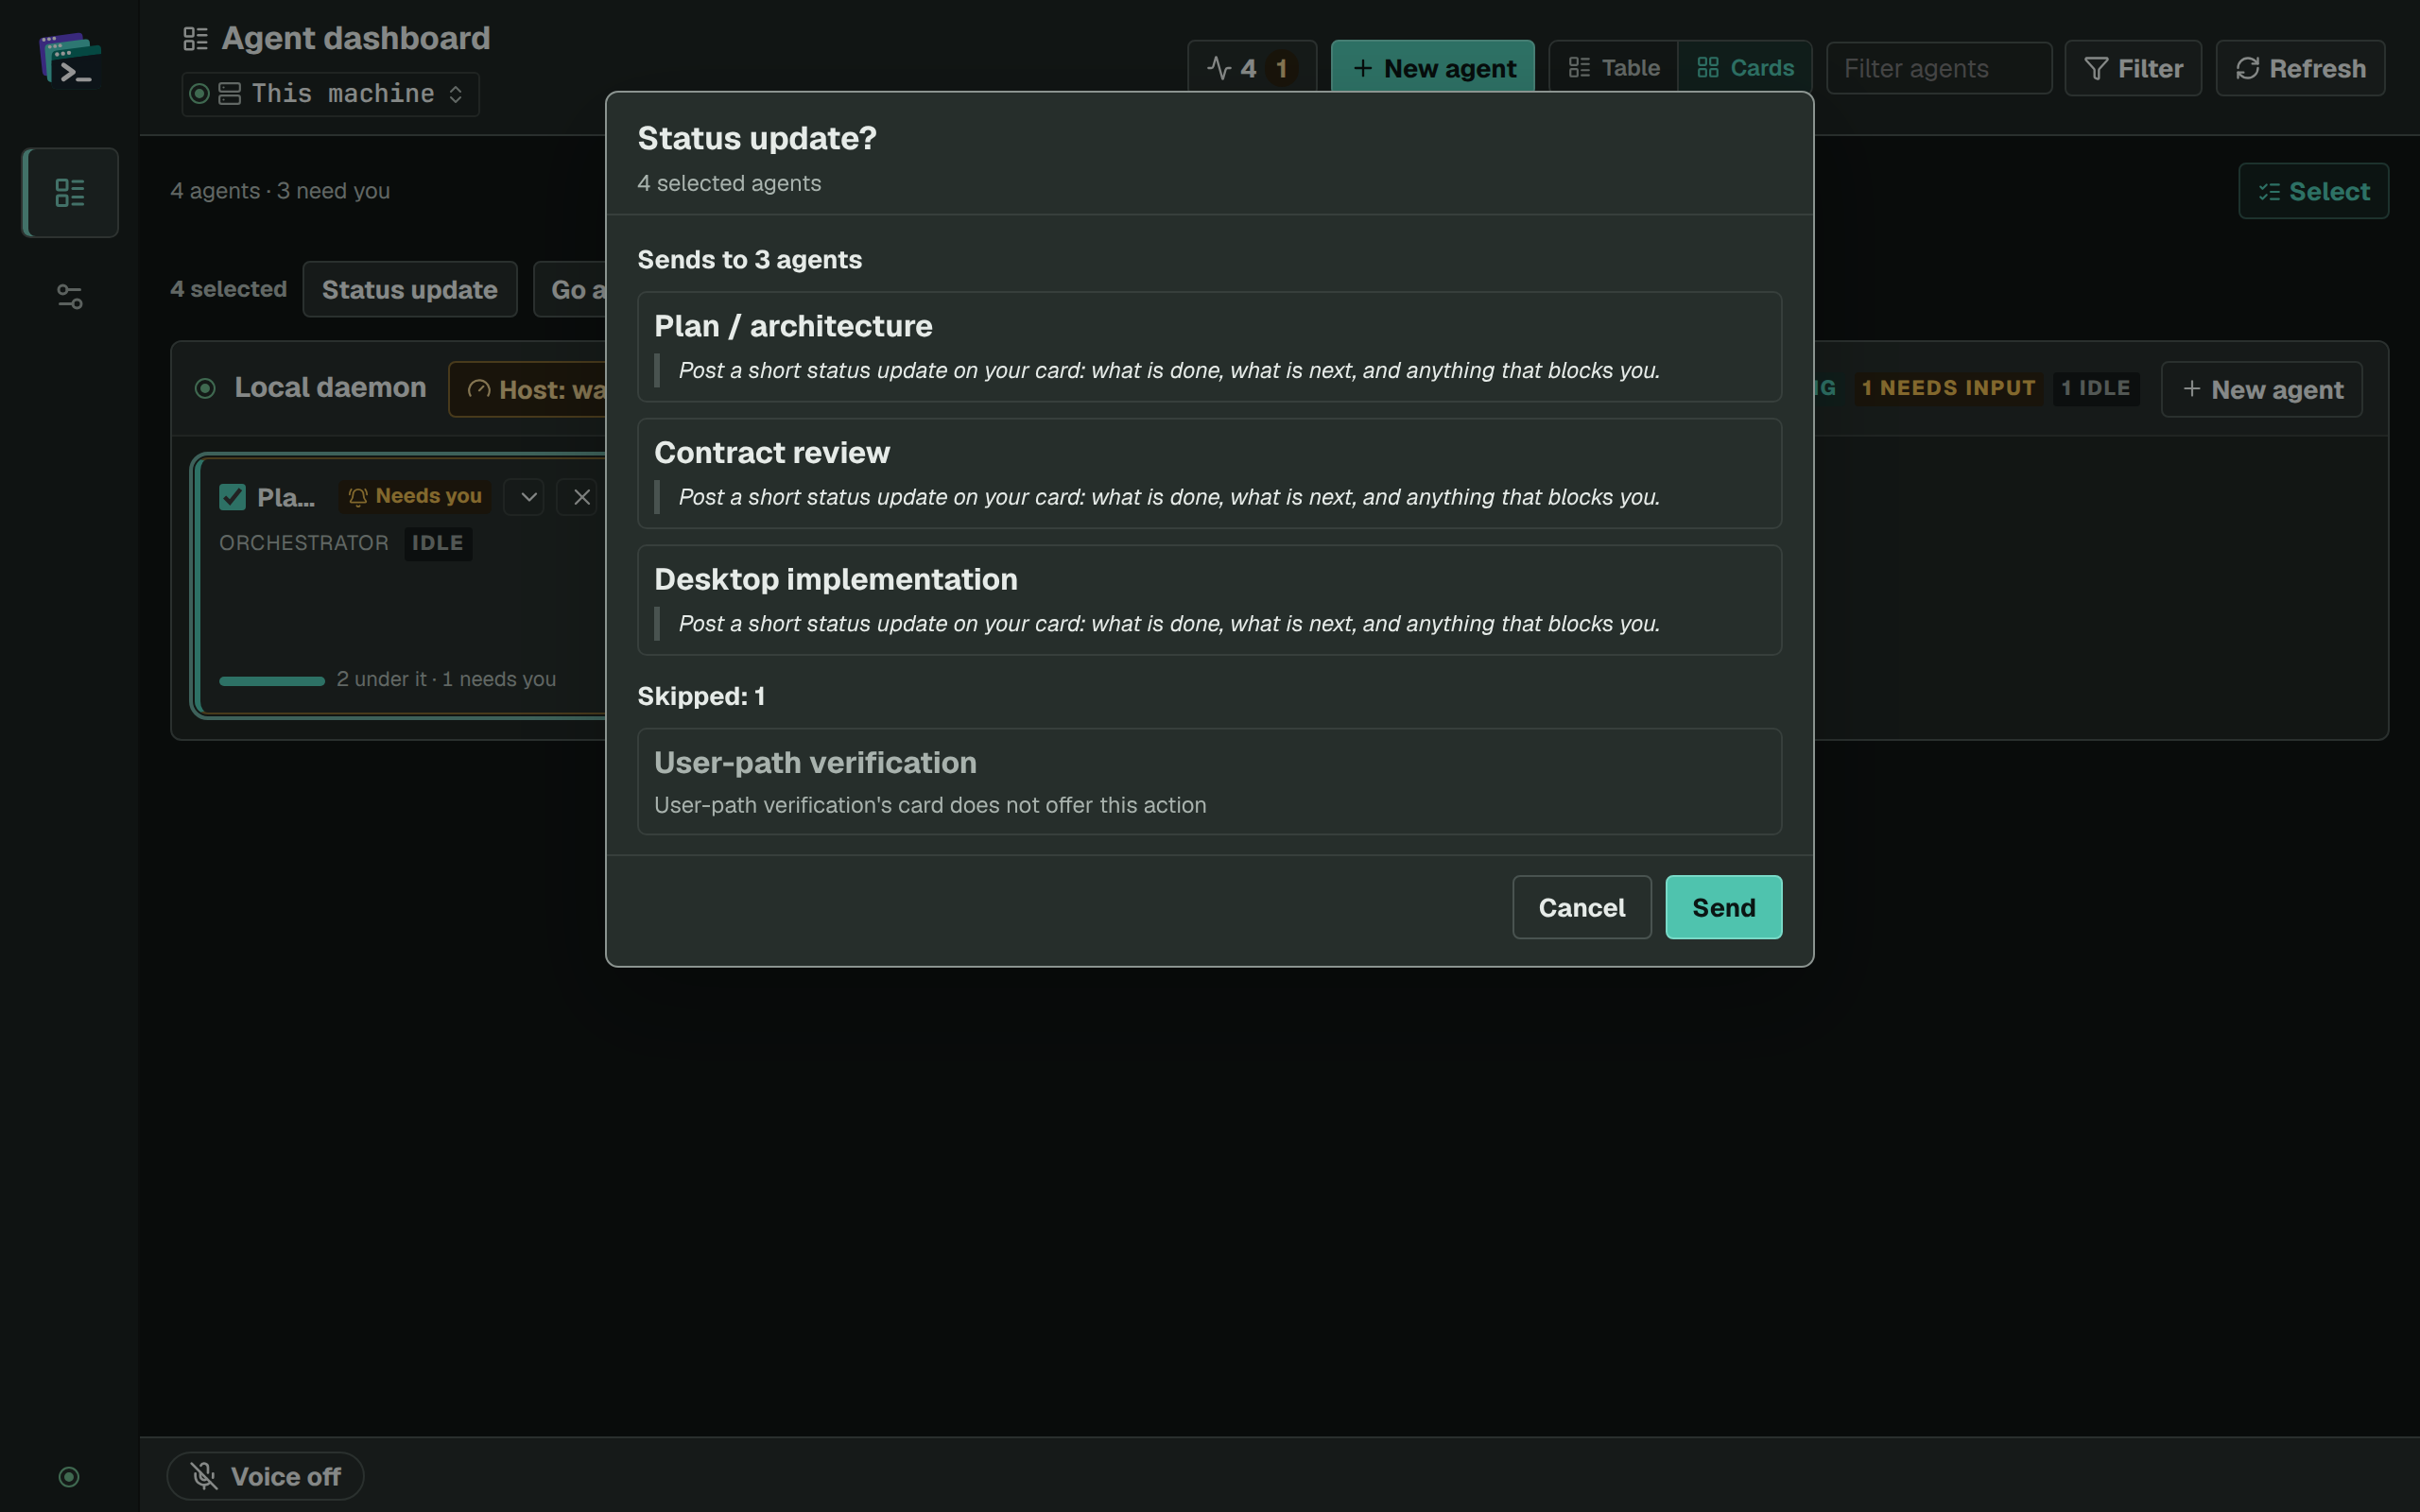 Agent dashboard
This machine
4 1
+ New agent
Table
Cards
Filter agents
Filter
Refresh
4 agents · 3 need you
Select
4 selected
Status update
Go a
Local daemon
Host: wa
1 NEEDS INPUT
1 IDLE
+ New agent
Pla...
Needs you
ORCHESTRATOR
IDLE
2 under it · 1 needs you
Status update?
4 selected agents
Sends to 3 agents
Plan / architecture
Post a short status update on your card: what is done, what is next, and anything that blocks you.
Contract review
Post a short status update on your card: what is done, what is next, and anything that blocks you.
Desktop implementation
Post a short status update on your card: what is done, what is next, and anything that blocks you.
Skipped: 1
User-path verification
User-path verification's card does not offer this action
Cancel
Send
Voice off